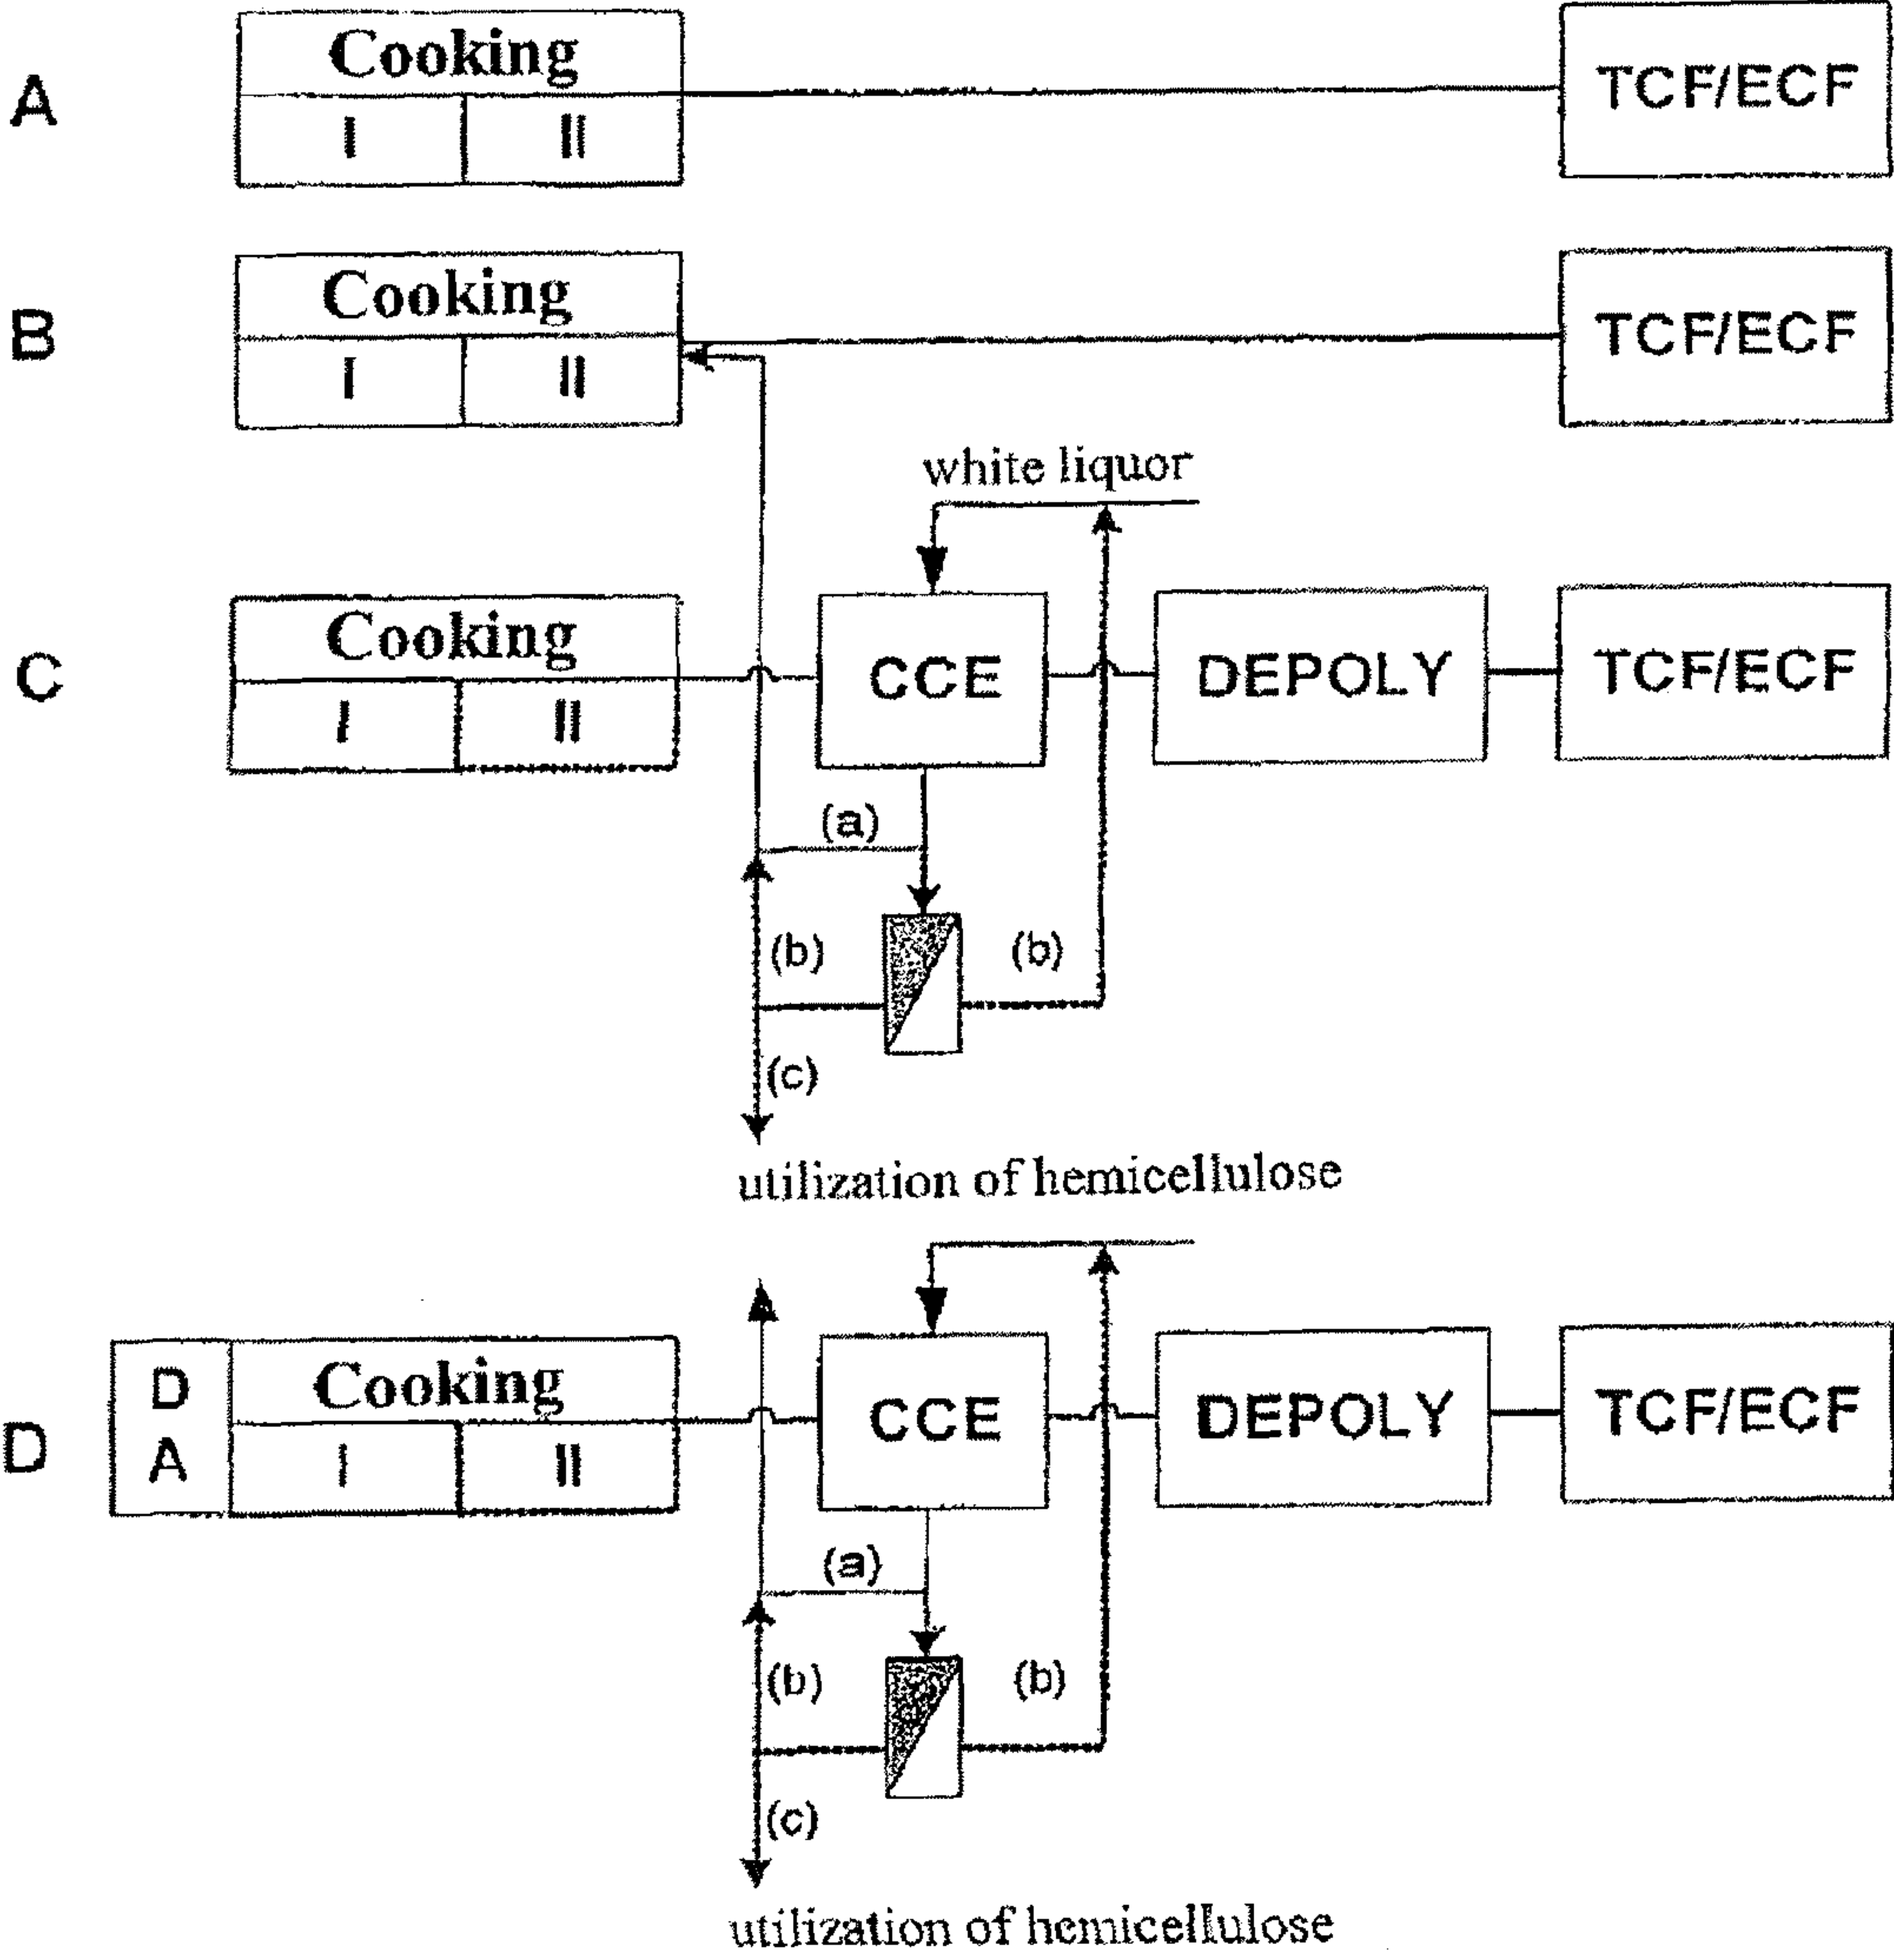 A
Cooking
I
II
TCF/ECF
B
Cooking
I
II
TCF/ECF
white liquor
C
Cooking
I
II
CCE
DEPOLY
TCF/ECF
(a)
(b)
(b)
(c)
utilization of hemicellulose
D
D
A
Cooking
I
II
CCE
DEPOLY
TCF/ECF
(a)
(b)
(b)
(c)
utilization of hemicellulose